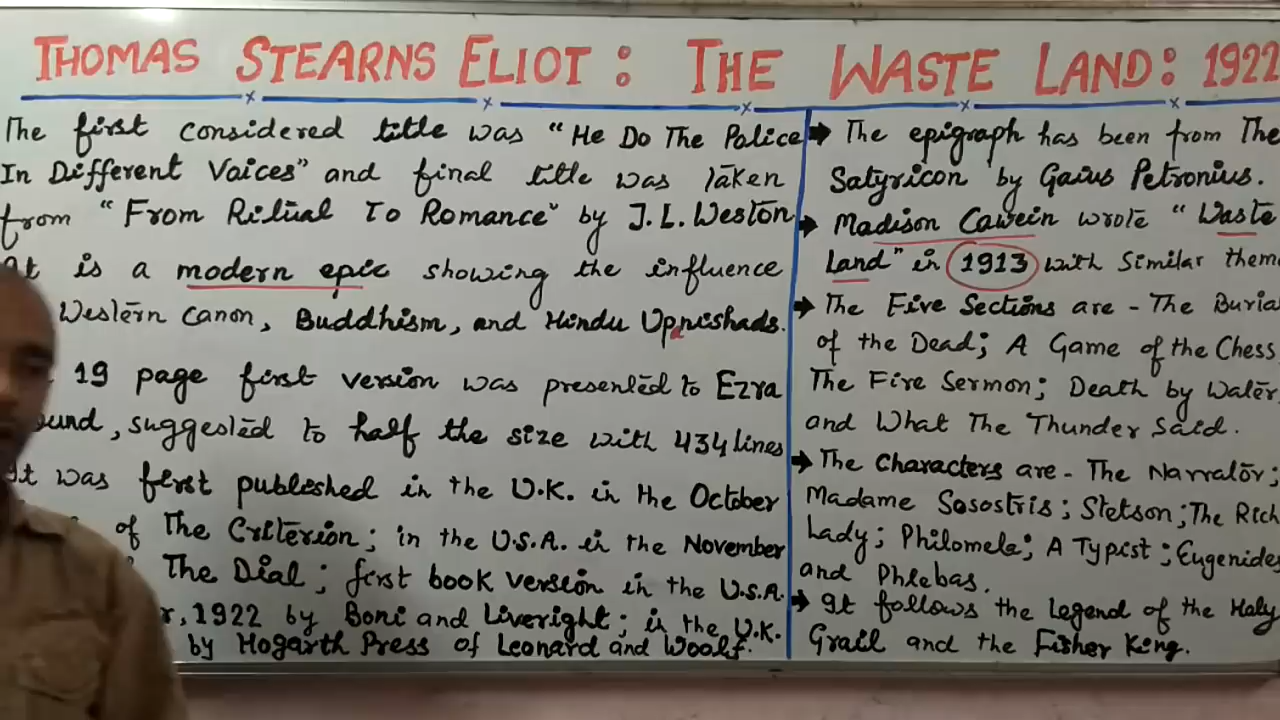 THOMAS STEARNS ELIOT : THE WASTE LAND : 1922
The first considered title was "He Do The Police
In Different Voices" and final title was taken
from "From Ritual To Romance" by J.L. Weston
It is a modern epic showing the influence
Western Canon, Buddhism, and Hindu Upanishads.
19 page first version was presented to Ezra
ound, suggested to half the size with 434 lines
It was first published in the U.K. in the October
of The Criterion; in the U.S.A. in the November
The Dial; first book version in the U.S.A.
r, 1922 by Boni and Liveright; in the U.K.
by Hogarth Press of Leonard and Woolf.
➡ The epigraph has been from The
Satyricon by Gaius Petronius.
➡ Madison Cawein wrote "Waste
Land" in 1913 with similar them
➡ The Five Sections are - The Buria
of the Dead; A Game of the Chess
The Fire Sermon; Death by Water,
and What The Thunder Said.
➡ The Characters are - The Narrator;
Madame Sosostris; Stetson; The Rich
Lady; Philomela; A Typist; Eugenides
and Phlebas.
➡ It follows the Legend of the Holy
Grail and the Fisher King.